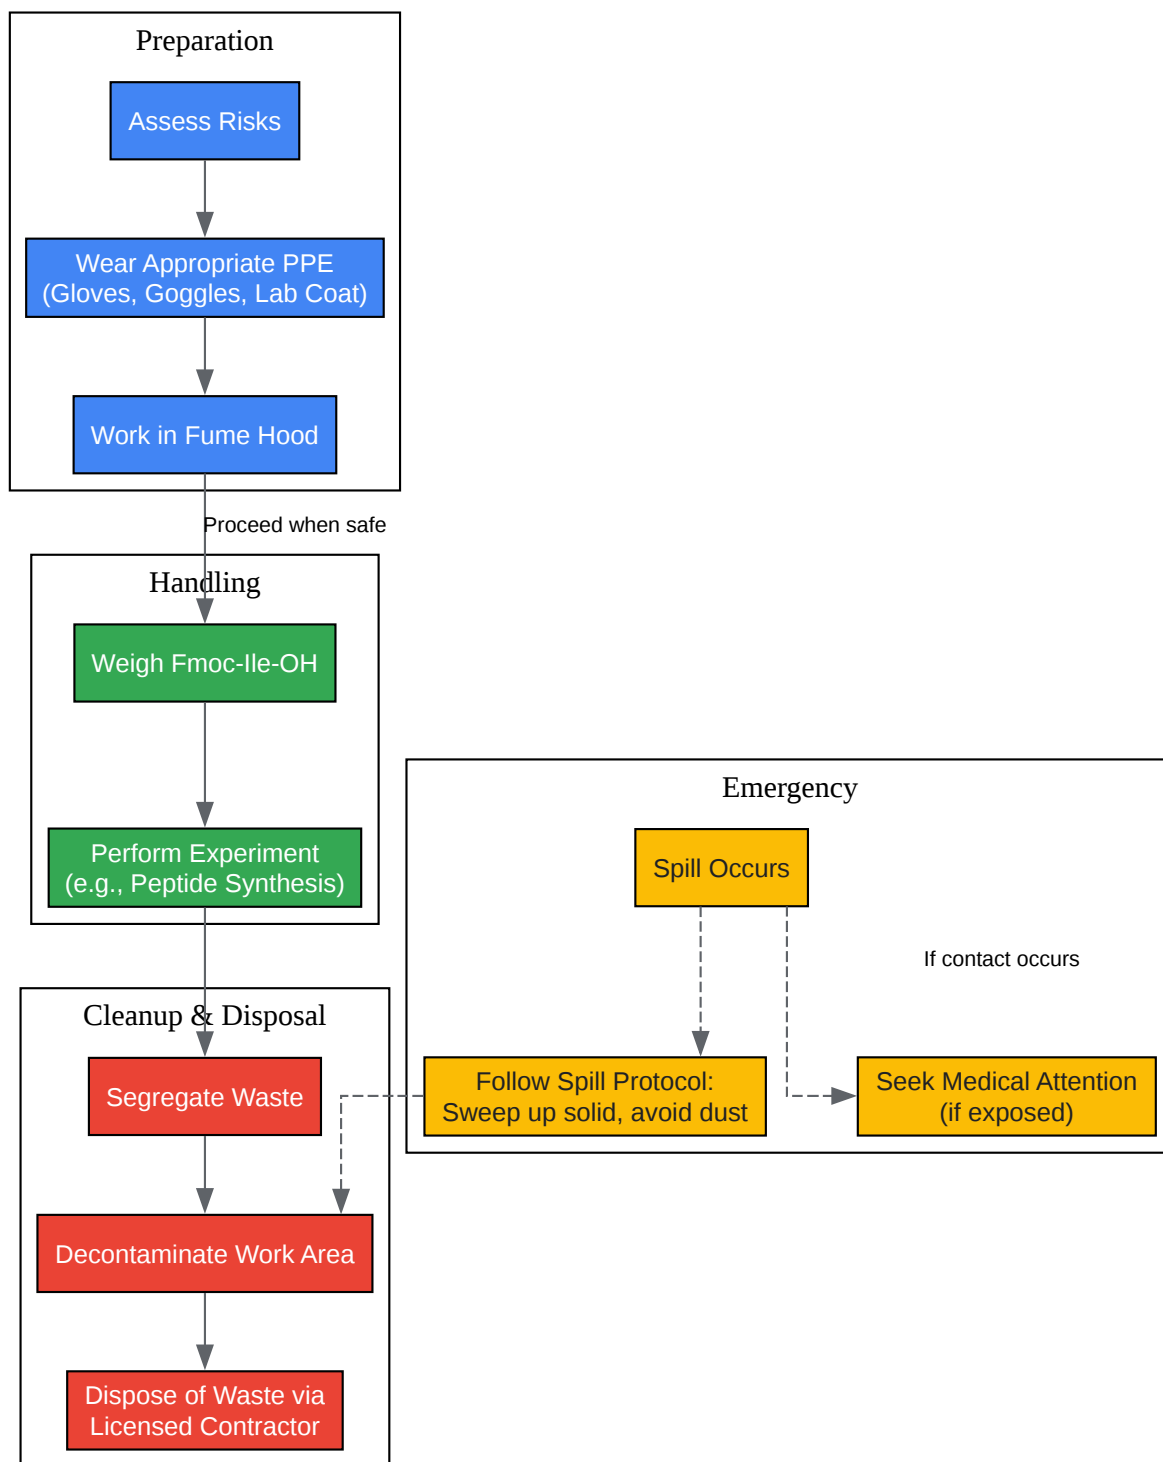 Preparation
Assess Risks
Wear Appropriate PPE
(Gloves, Goggles, Lab Coat)
Work in Fume Hood
Proceed when safe
Handling
Weigh Fmoc-Ile-OH
Perform Experiment
(e.g., Peptide Synthesis)
Emergency
Spill Occurs
If contact occurs
Follow Spill Protocol:
Sweep up solid, avoid dust
Seek Medical Attention
(if exposed)
Cleanup & Disposal
Segregate Waste
Decontaminate Work Area
Dispose of Waste via
Licensed Contractor